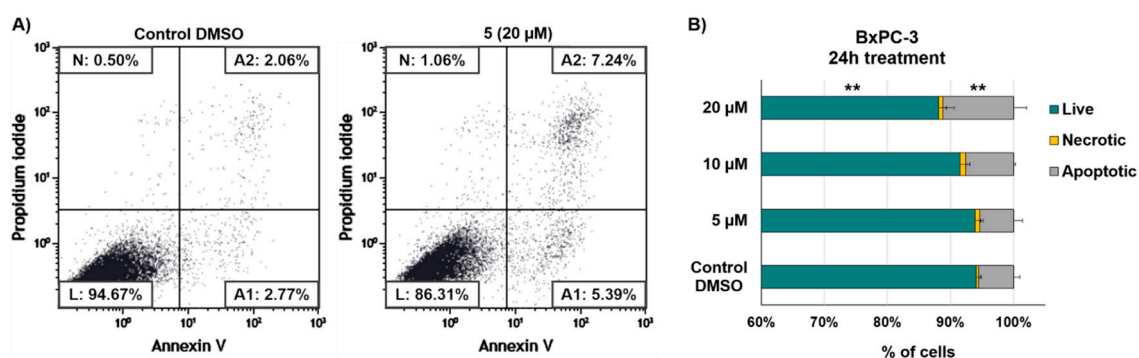 A)
Control DMSO
N: 0.50%
A2: 2.06%
L: 94.67%
A1: 2.77%
Propidium iodide
10³
10²
10¹
10⁰
10⁰
10¹
10²
10³
Annexin V
5 (20 µM)
N: 1.06%
A2: 7.24%
L: 86.31%
A1: 5.39%
Propidium iodide
10³
10²
10¹
10⁰
10⁰
10¹
10²
10³
Annexin V
B)
BxPC-3
24h treatment
** **
20 µM
10 µM
5 µM
Control
DMSO
60% 70% 80% 90% 100%
% of cells
Live
Necrotic
Apoptotic